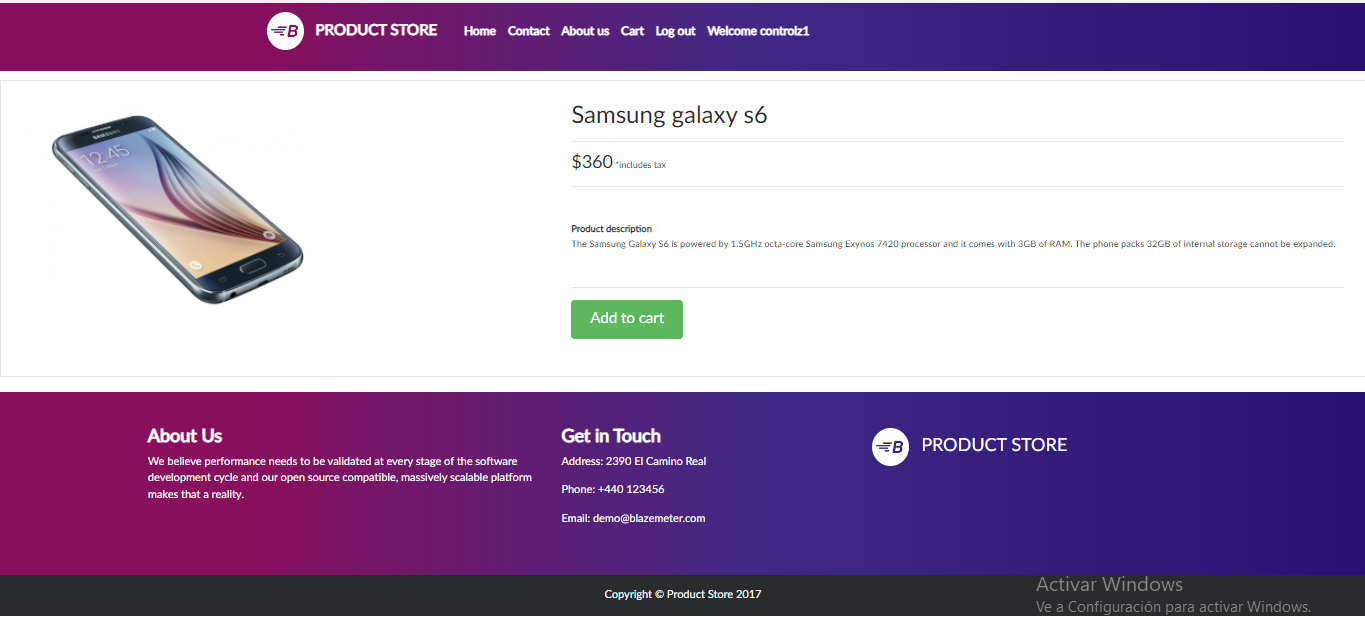 B PRODUCT STORE Home Contact About us Cart Log out Welcome controlz1
SAMSUNG
12:45
Samsung galaxy s6
$360 *includes tax
Product description
The Samsung Galaxy S6 is powered by 1.5GHz octa-core Samsung Exynos 7420 processor and it comes with 3GB of RAM. The phone packs 32GB of internal storage cannot be expanded.
Add to cart
About Us
We believe performance needs to be validated at every stage of the software
development cycle and our open source compatible, massively scalable platform
makes that a reality.
Get in Touch
Address: 2390 El Camino Real
Phone: +440 123456
Email: demo@blazemeter.com
B PRODUCT STORE
Copyright © Product Store 2017
Activar Windows
Ve a Configuración para activar Windows.